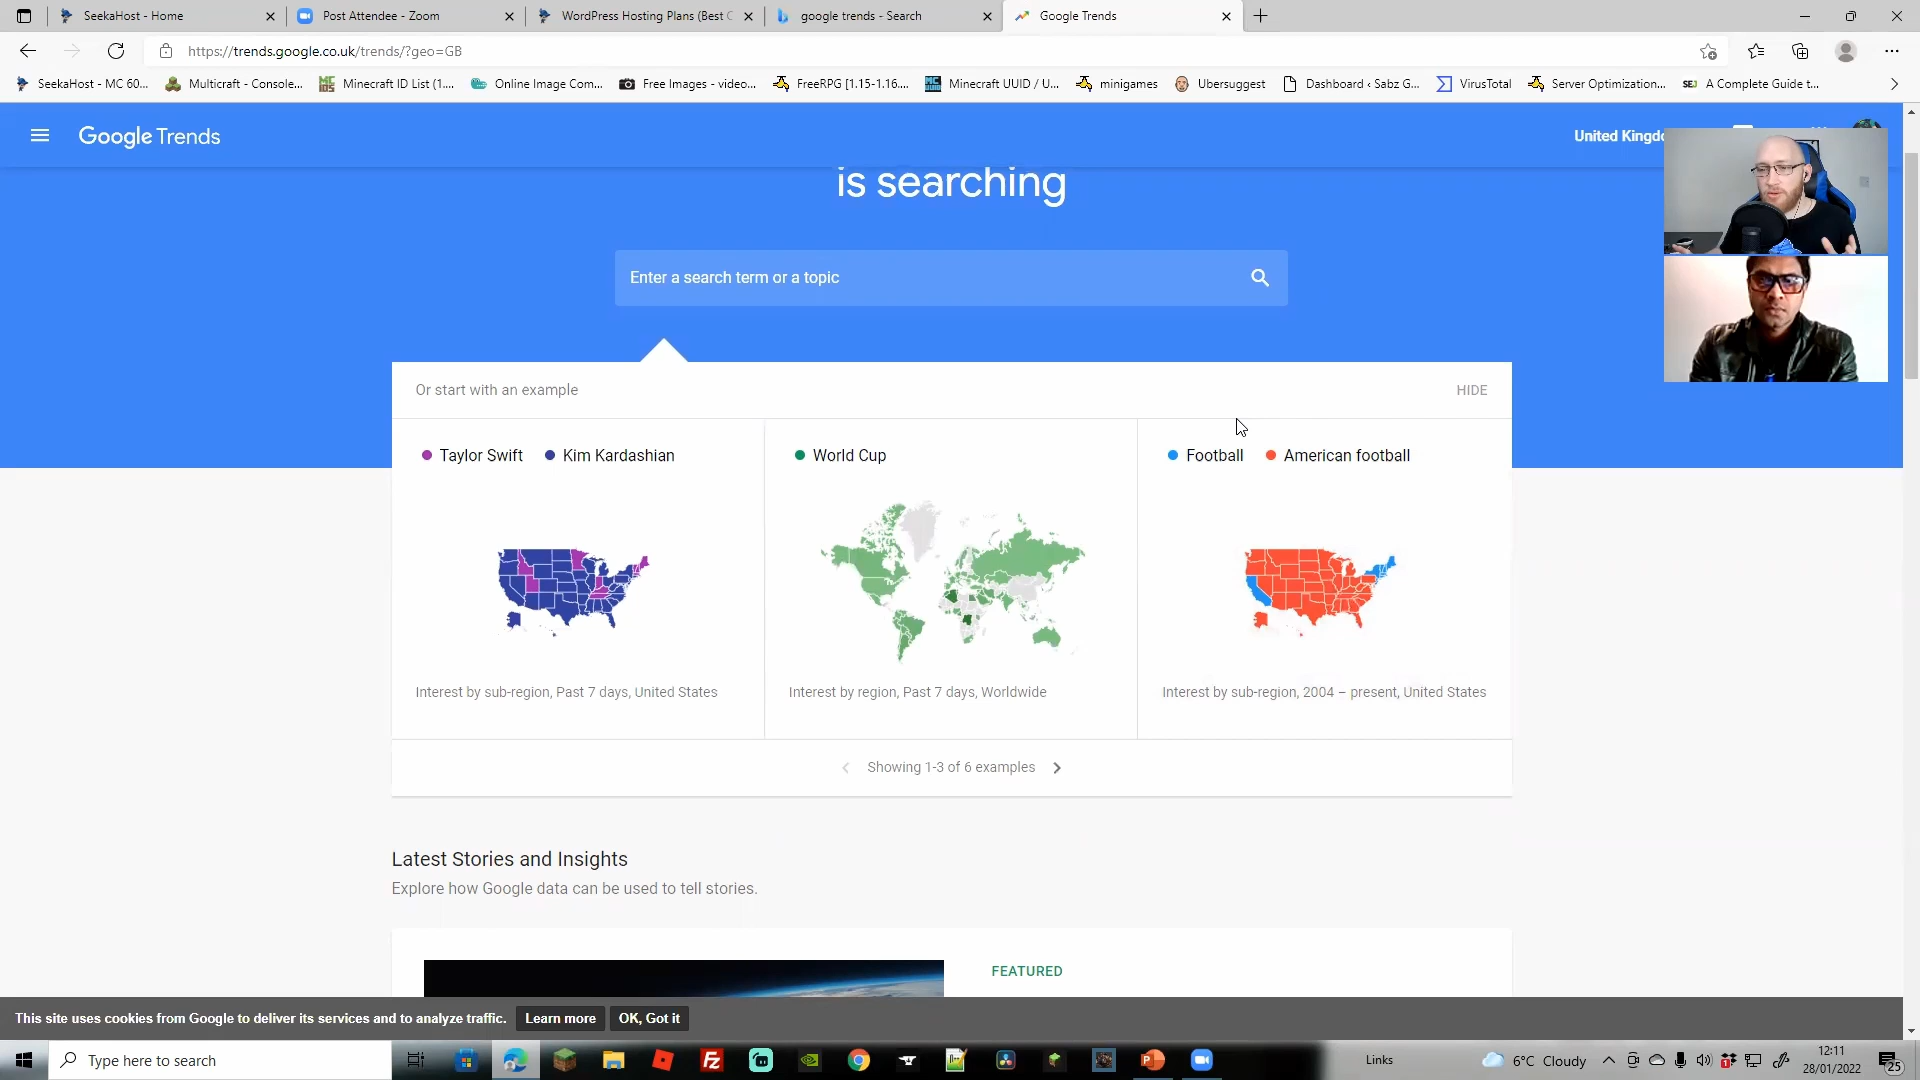 SeekaHost - Home
Post Attendee - Zoom
WordPress Hosting Plans (Best C
google trends - Search
Google Trends
https://trends.google.co.uk/trends/?geo=GB
SeekaHost - MC 60...
Multicraft - Console...
Minecraft ID List (1....
Online Image Com...
Free Images - video...
FreeRPG [1.15-1.16....
Minecraft UUID / U...
minigames
Ubersuggest
Dashboard ‹ Sabz G...
VirusTotal
Server Optimization...
A Complete Guide t...
Google Trends
United Kingdo
is searching
Enter a search term or a topic
Or start with an example
HIDE
Taylor Swift
Kim Kardashian
World Cup
Football
American football
Interest by sub-region, Past 7 days, United States
Interest by region, Past 7 days, Worldwide
Interest by sub-region, 2004 – present, United States
Showing 1-3 of 6 examples
Latest Stories and Insights
Explore how Google data can be used to tell stories.
FEATURED
This site uses cookies from Google to deliver its services and to analyze traffic.
Learn more
OK, Got it
Type here to search
Links
6°C Cloudy
12:11
28/01/2022
25